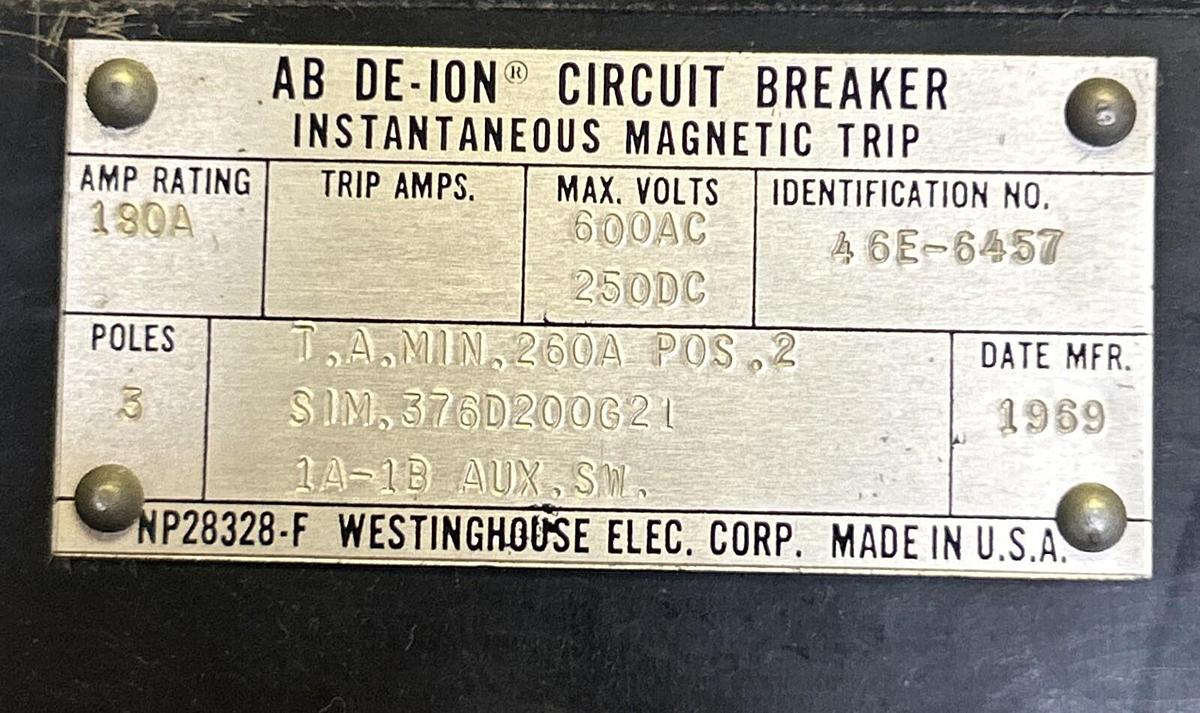 AB DE-ION® CIRCUIT BREAKER
INSTANTANEOUS MAGNETIC TRIP
AMP RATING TRIP AMPS. MAX. VOLTS IDENTIFICATION NO.
180A 600AC 46E-6457
250DC
POLES T.A.MIN.260A POS.2 DATE MFR.
3 SIM.376D200G21 1969
1A-1B AUX.SW.
NP28328-F WESTINGHOUSE ELEC. CORP. MADE IN U.S.A.